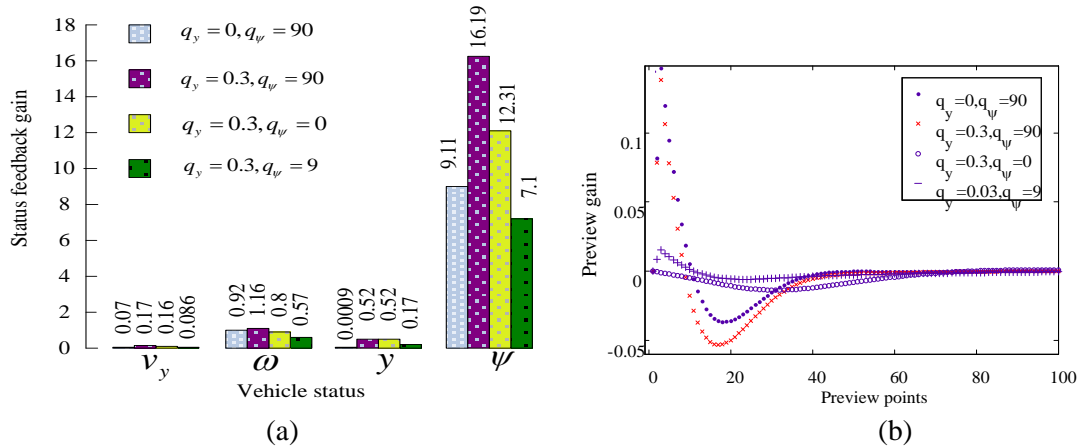 18
16
14
12
10
8
6
4
2
0
Status feedback gain
q_y = 0, q_ψ = 90
q_y = 0.3, q_ψ = 90
q_y = 0.3, q_ψ = 0
q_y = 0.3, q_ψ = 9
0.07
0.17
0.16
0.086
0.92
1.16
0.8
0.57
0.0009
0.52
0.52
0.17
9.11
16.19
12.31
7.1
v_y
ω
y
ψ
Vehicle status
(a)
0.1
0.05
0
-0.05
Preview gain
q_y=0,q_ψ=90
q_y=0.3,q_ψ=90
q_y=0.3,q_ψ=0
q_y=0.03,q_ψ=9
0
20
40
60
80
100
Preview points
(b)